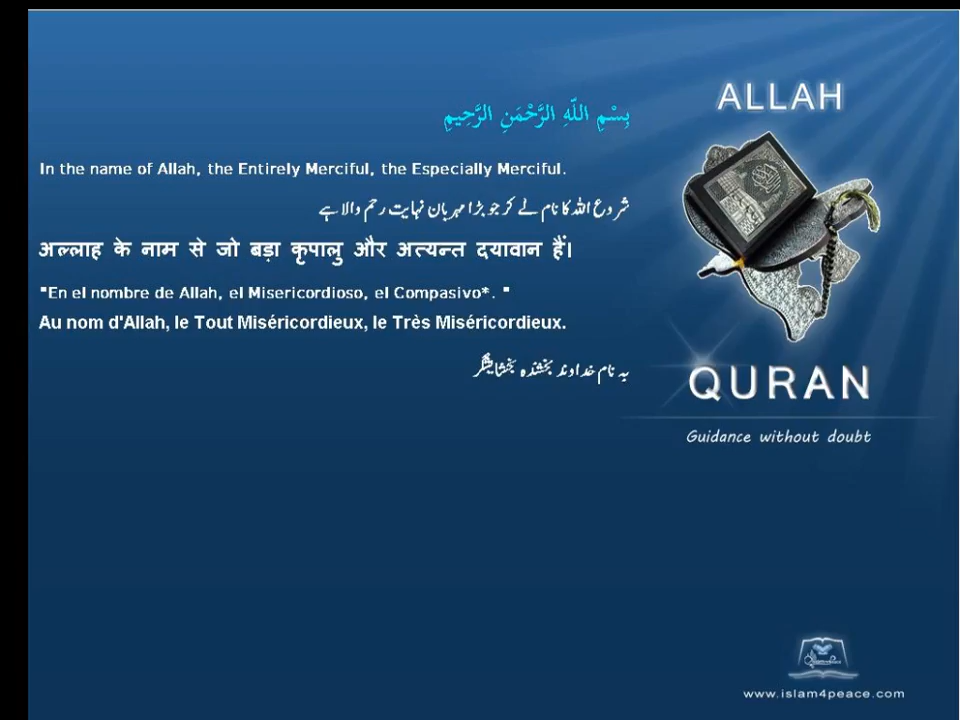 بِسْمِ اللَّهِ الرَّحْمَنِ الرَّحِيمِ
In the name of Allah, the Entirely Merciful, the Especially Merciful.
شروع اللہ کا نام لے کر جو بڑا مہربان نہایت رحم والا ہے
अल्लाह के नाम से जो बड़ा कृपालु और अत्यन्त दयावान हैं।
"En el nombre de Allah, el Misericordioso, el Compasivo*. "
Au nom d'Allah, le Tout Miséricordieux, le Très Miséricordieux.
به نام خداوند بخشنده بخشایشگر
ALLAH
QURAN
Guidance without doubt
www.islam4peace.com